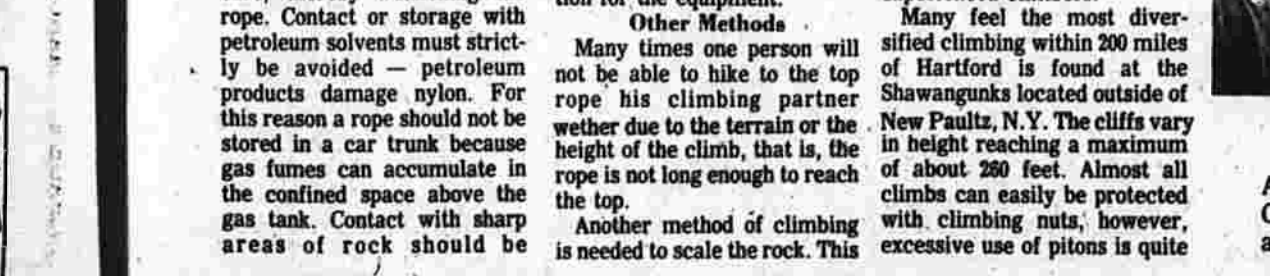 rope. Contact or storage with
petroleum solvents must strict-
ly be avoided — petroleum
products damage nylon. For
this reason a rope should not be
stored in a car trunk because
gas fumes can accumulate in
the confined space above the
gas tank. Contact with sharp
areas of rock should be
tion for the equipment.
Other Methods
Many times one person will
not be able to hike to the top
rope his climbing partner
wether due to the terrain or the
height of the climb, that is, the
rope is not long enough to reach
the top.
Another method of climbing
is needed to scale the rock. This
Many feel the most diver-
sified climbing within 200 miles
of Hartford is found at the
Shawangunks located outside of
New Paultz, N.Y. The cliffs vary
in height reaching a maximum
of about 260 feet. Almost all
climbs can easily be protected
with climbing nuts, however,
excessive use of pitons is quite